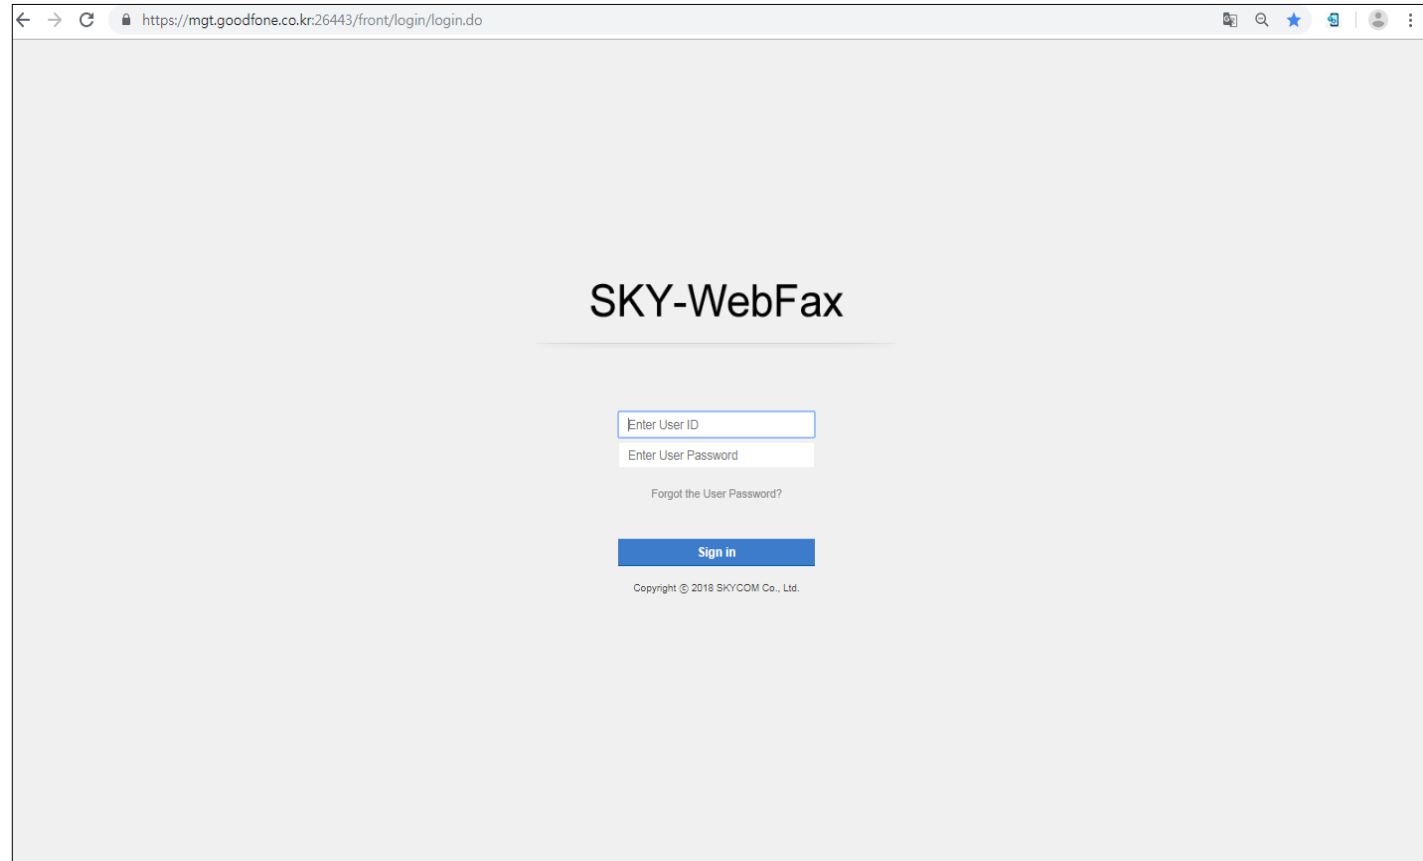 https://mgt.goodfone.co.kr:26443/front/login/login.do
SKY-WebFax
Enter User ID
Enter User Password
Forgot the User Password?
Sign in
Copyright ⓒ 2018 SKYCOM Co., Ltd.